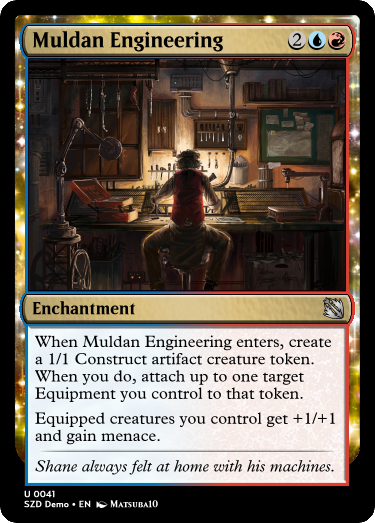 Muldan Engineering 2
Enchantment
When Muldan Engineering enters, create
a 1/1 Construct artifact creature token.
When you do, attach up to one target
Equipment you control to that token.
Equipped creatures you control get +1/+1
and gain menace.
Shane always felt at home with his machines.
U 0041
SZD Demo • EN Matsuba10